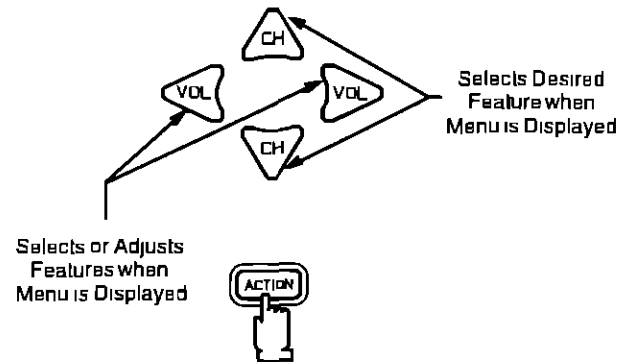 CH
VOL
VOL
CH
Selects Desired
Feature when
Menu is Displayed
Selects or Adjusts
Features when
Menu is Displayed
ACTION